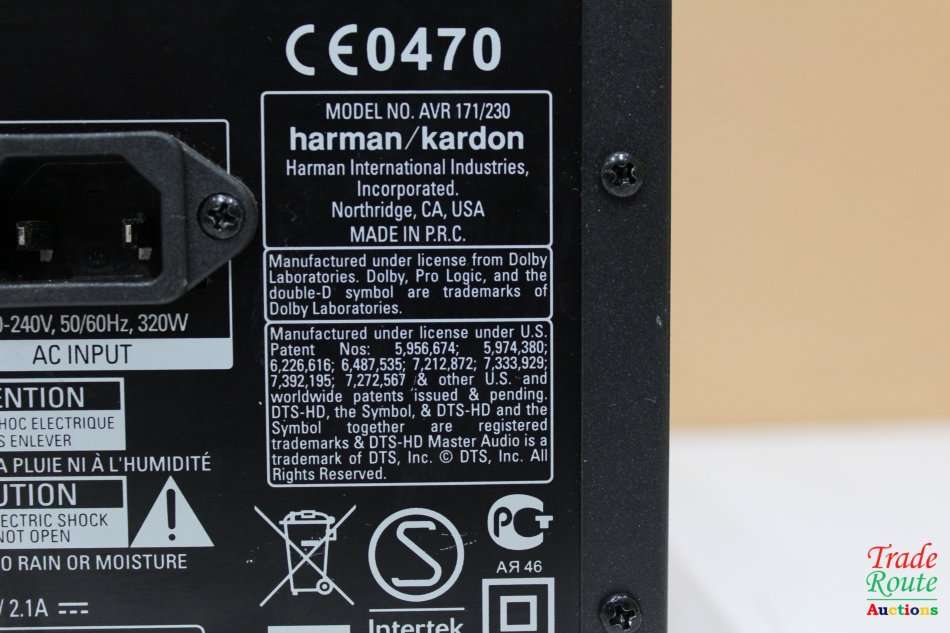 CE0470
MODEL NO. AVR 171/230
harman/kardon
Harman International Industries,
Incorporated.
Northridge, CA, USA
MADE IN P.R.C.
Manufactured under license from Dolby
Laboratories. Dolby, Pro Logic, and the
double-D symbol are trademarks of
Dolby Laboratories.
Manufactured under license under U.S.
Patent Nos: 5,956,674; 5,974,380;
6,226,616; 6,487,535; 7,212,872; 7,333,929;
7,392,195; 7,272,567 & other U.S. and
worldwide patents issued & pending.
DTS-HD, the Symbol, & DTS-HD and the
Symbol together are registered
trademarks & DTS-HD Master Audio is a
trademark of DTS, Inc. © DTS, Inc. All
Rights Reserved.
0-240V, 50/60Hz, 320W
AC INPUT
ENTION
HOC ELECTRIQUE
S ENLEVER
A PLUIE NI À L'HUMIDITÉ
UTION
ECTRIC SHOCK
NOT OPEN
O RAIN OR MOISTURE
/ 2.1A
S
Intertek
РСТ
АЯ 46
Trade
Route
Auctions